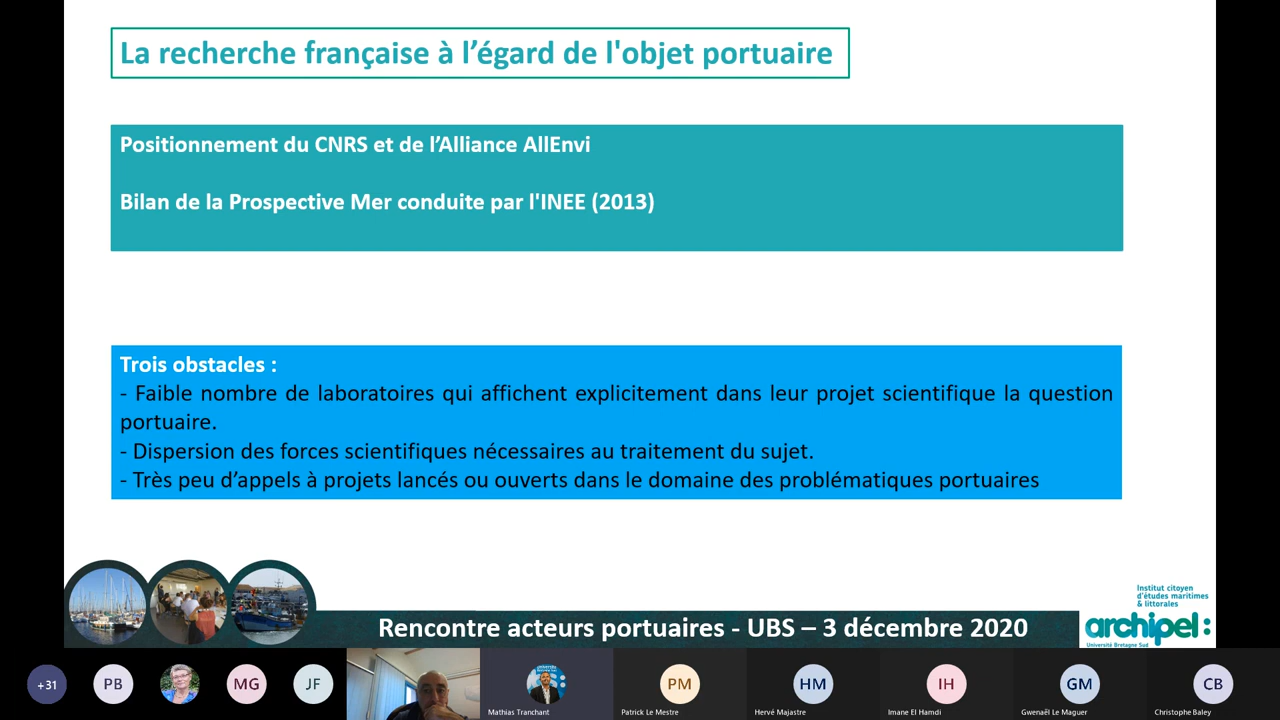 La recherche française à l’égard de l'objet portuaire
Positionnement du CNRS et de l’Alliance AllEnvi
Bilan de la Prospective Mer conduite par l'INEE (2013)
Trois obstacles :
- Faible nombre de laboratoires qui affichent explicitement dans leur projet scientifique la question
portuaire.
- Dispersion des forces scientifiques nécessaires au traitement du sujet.
- Très peu d’appels à projets lancés ou ouverts dans le domaine des problématiques portuaires
Institut citoyen
d'études maritimes
& littorales
archipel:
Université Bretagne Sud
Rencontre acteurs portuaires - UBS – 3 décembre 2020
+31
PB
MG
JF
Mathias Tranchant
PM
Patrick Le Mestre
HM
Hervé Majastre
IH
Imane El Hamdi
GM
Gwenaël Le Maguer
CB
Christophe Baley